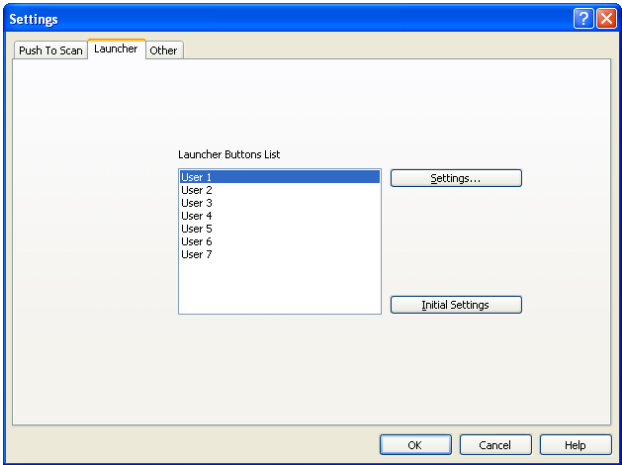 Settings
Push To Scan Launcher Other
Launcher Buttons List
User 1
User 2
User 3
User 4
User 5
User 6
User 7
Settings...
Initial Settings
OK Cancel Help